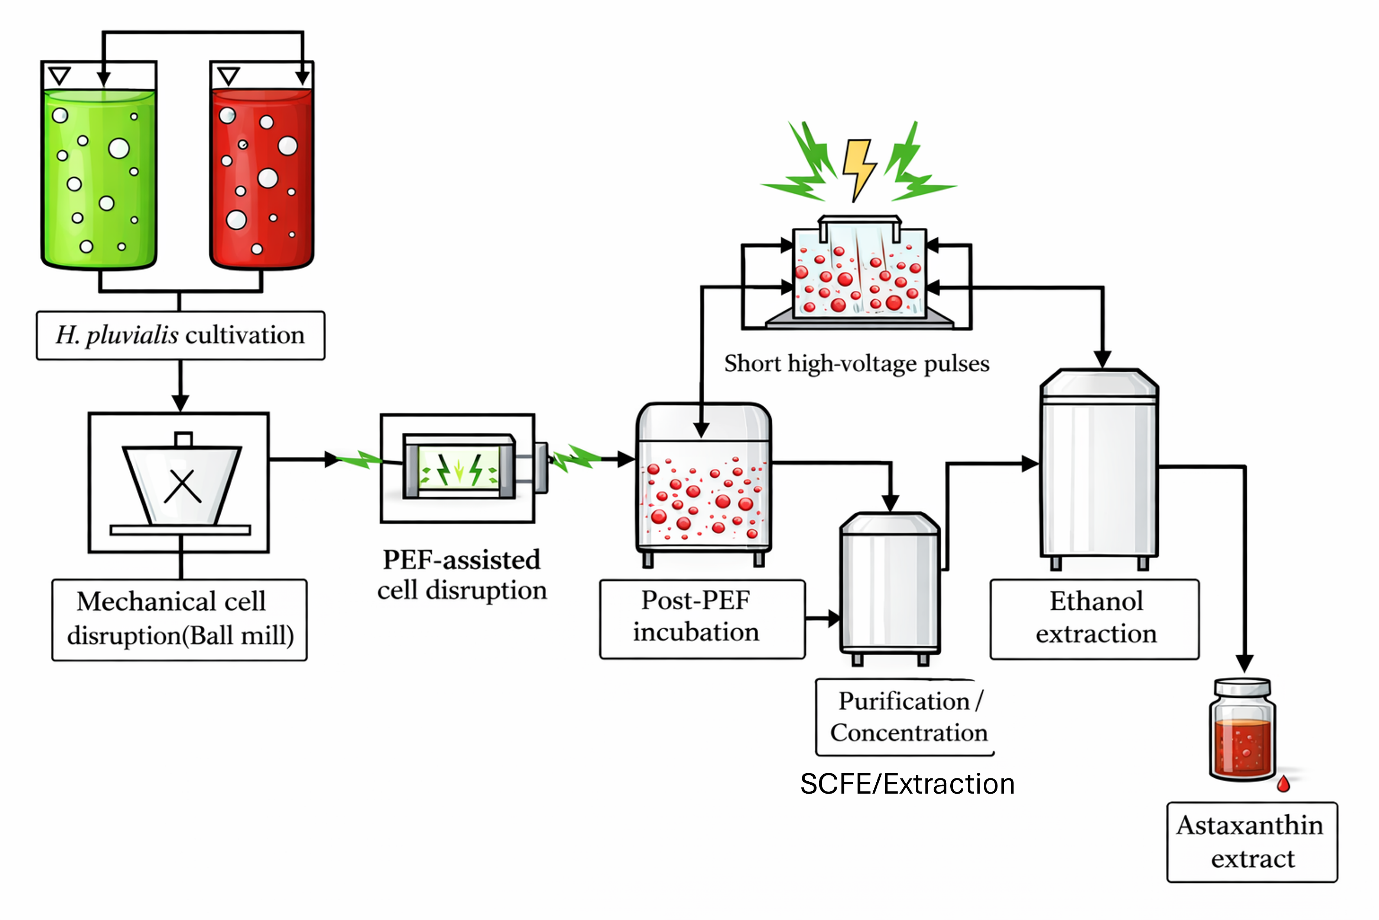 H. pluvialis cultivation
Mechanical cell
disruption(Ball mill)
PEF-assisted
cell disruption
Short high-voltage pulses
Post-PEF
incubation
Purification /
Concentration
SCFE/Extraction
Ethanol
extraction
Astaxanthin
extract